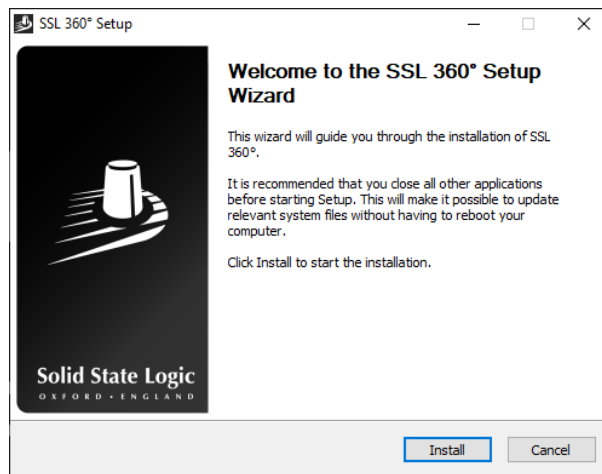 SSL 360° Setup
Welcome to the SSL 360° Setup
Wizard
This wizard will guide you through the installation of SSL
360°.
It is recommended that you close all other applications
before starting Setup. This will make it possible to update
relevant system files without having to reboot your
computer.
Click Install to start the installation.
Solid State Logic
OXFORD • ENGLAND
Install
Cancel